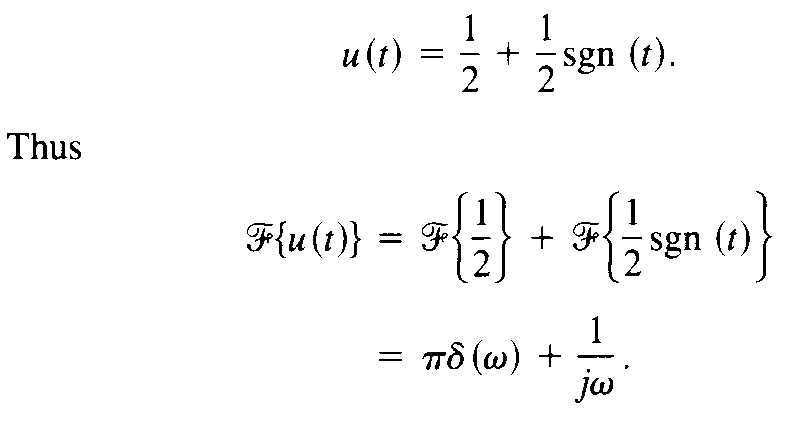 u(t) = 1/2 + 1/2 sgn (t).
Thus
ℱ{u(t)} = ℱ{1/2} + ℱ{1/2 sgn (t)}
= πδ(ω) + 1/jω.